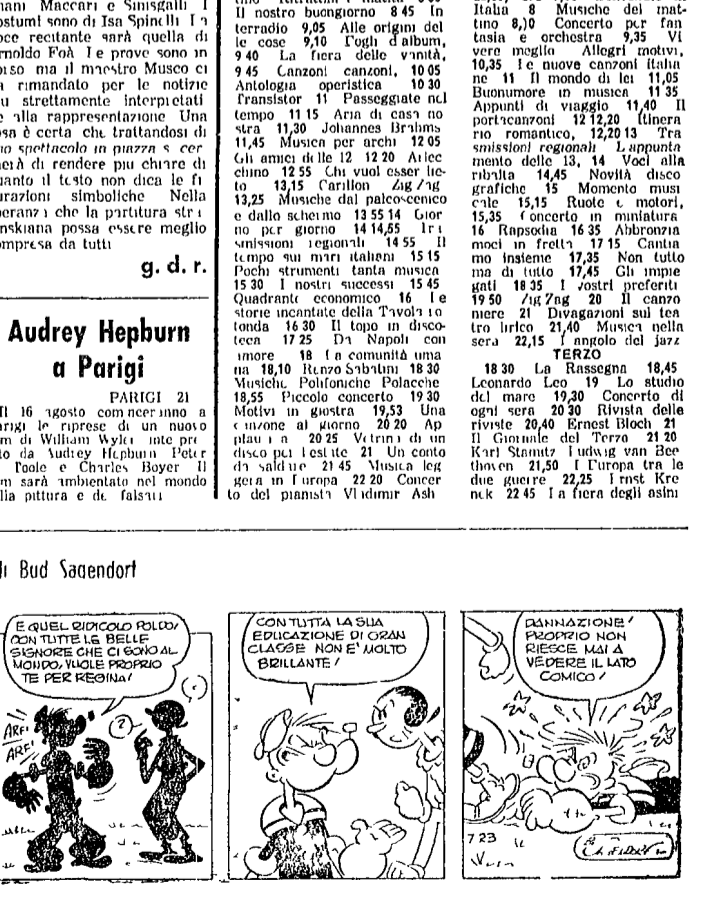 mani Maccari e Sinisgalli I
costumi sono di Isa Spinelli La
voce recitante sarà quella di
Arnoldo Foà Le prove sono in
corso ma il maestro Musco ci
a rimandato per le notizie
strettamente interpretati
alla rappresentazione Una
cosa è certa che trattandosi di
uno spettacolo in piazza s cer
cherà di rendere più chiare di
quanto il testo non dica le fi
gurazioni simboliche Nella
speranza che la partitura stra
vinskiana possa essere meglio
compresa da tutti
g. d. r.
Audrey Hepburn
a Parigi
PARIGI 21
Il 16 agosto cominceranno a
Parigi le riprese di un nuovo
film di William Wyler inte pre
tato da Audrey Hepburn Peter
O Toole e Charles Boyer Il
film sarà ambientato nel mondo
della pittura e de falsari
Il nostro buongiorno 8 45 In
terradio 9,05 Alle origini del
le cose 9,10 Fogli d'album,
9 40 La fiera delle vanità,
9 45 Canzoni canzoni, 10 05
Antologia operistica 10 30
Transistor 11 Passeggiate nel
tempo 11 15 Aria di casa no
stra 11,30 Johannes Brahms
11,45 Musica per archi 12 05
Gli amici delle 12 12 20 Arlec
chino 12 55 Chi vuol esser lie-
to 13,15 Carillon Zig Zag
13,25 Musiche dal palcoscenico
e dallo schermo 13 55 14 Gior
no per giorno 14 14,55 Tra
smissioni regionali 14 55 Il
tempo sui mari italiani 15 15
Pochi strumenti tanta musica
15 30 I nostri successi 15 45
Quadrante economico 16 Le
storie incantate della Tavola ro
tonda 16 30 Il topo in disco-
teca 17 25 Da Napoli con
amore 18 La comunità uma
na 18,10 Renzo Sabatini 18 30
Musiche Polifoniche Polacche
18,55 Piccolo concerto 19 30
Motivi in giostra 19,53 Una
canzone al giorno 20 20 Ap
plausi a 20 25 Vetrina di un
disco per l estate 21 Un conto
da saldare 21 45 Musica leg
gera in Europa 22 20 Concer
to del pianista Vladimir Ash
Italia 8 Musiche del mat-
tino 8,30 Concerto per fan
tasia e orchestra 9,35 Vi
vere meglio Allegri motivi,
10,35 Le nuove canzoni italia
ne 11 Il mondo di lei 11,05
Buonumore in musica 11 35
Appunti di viaggio 11,40 Il
portacanzoni 12 12,20 Itinera
rio romantico, 12,20 13 Tra
smissioni regionali L appunta
mento delle 13, 14 Voci alla
ribalta 14,45 Novità disco
grafiche 15 Momento musi
cale 15,15 Ruote e motori,
15,35 Concerto in miniatura
16 Rapsodia 16 35 Abbronzia
moci in fretta 17 15 Cantia
mo insieme 17,35 Non tutto
ma di tutto 17,45 Gli impie
gati 18 35 I vostri preferiti
19 50 Zig Zag 20 Il canzo
niere 21 Divagazioni sul tea
tro lirico 21,40 Musica nella
sera 22,15 L angolo del jazz
TERZO
18 30 La Rassegna 18,45
Leonardo Leo 19 Lo studio
del mare 19,30 Concerto di
ogni sera 20 30 Rivista delle
riviste 20,40 Ernest Bloch 21
Il Giornale del Terzo 21 20
Karl Stamitz Ludwig van Bee
thoven 21,50 L Europa tra le
due guerre 22,25 Ernst Kre
nek 22 45 La fiera degli asini
di Bud Sagendorf
E QUEL RIDICOLO POLDO,
CON TUTTE LE BELLE
SIGNORE CHE CI SONO AL
MONDO, VUOLE PROPRIO
TE PER REGINA!
ARF!
ARF!
?
CON TUTTA LA SUA
EDUCAZIONE DI GRAN
CLASSE NON E' MOLTO
BRILLANTE!
DANNAZIONE!
PROPRIO NON
RIESCE MAI A
VEDERE IL LATO
COMICO!
7 23